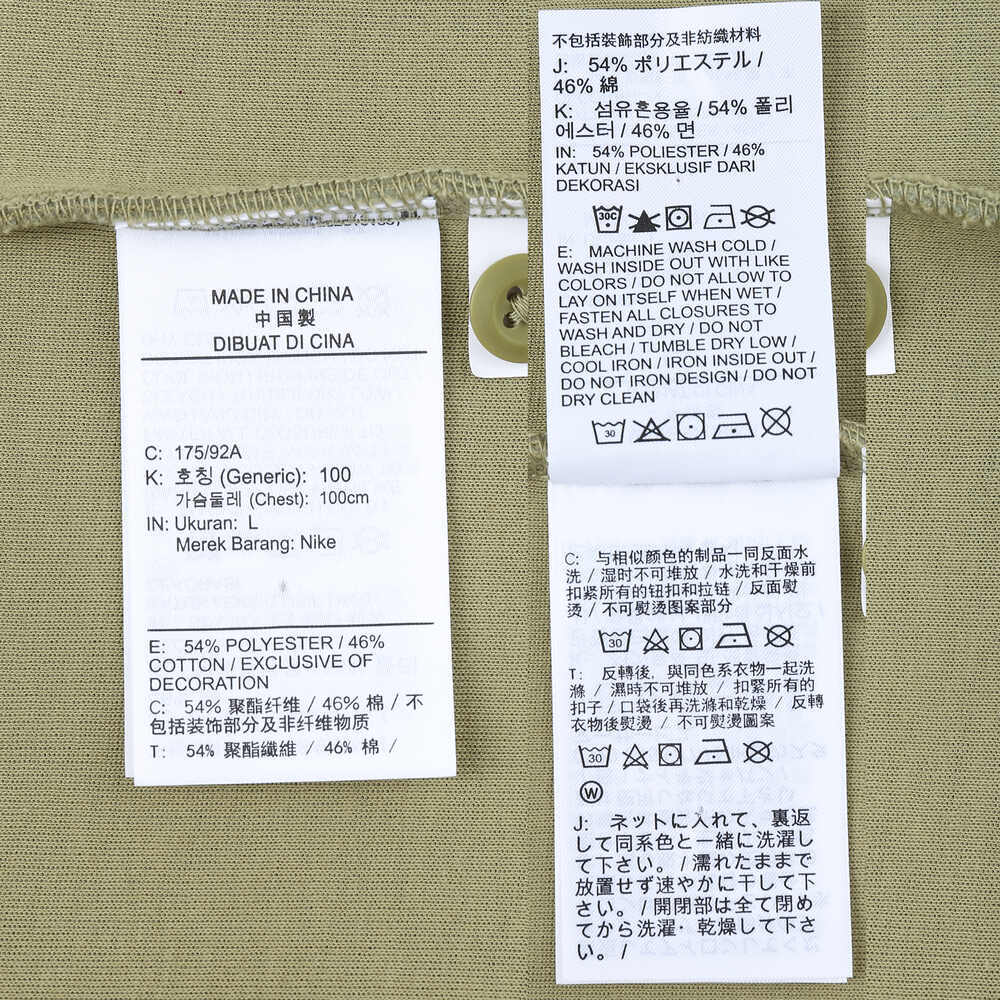 MADE IN CHINA
中国製
DIBUAT DI CINA
C: 175/92A
K: 호칭 (Generic): 100
가슴둘레 (Chest): 100cm
IN: Ukuran: L
Merek Barang: Nike
E: 54% POLYESTER / 46%
COTTON / EXCLUSIVE OF
DECORATION
C: 54% 聚酯纤维 / 46% 棉 / 不
包括装饰部分及非纤维物质
T: 54% 聚酯纖維 / 46% 棉 /
不包括裝飾部分及非紡織材料
J: 54% ポリエステル /
46% 綿
K: 섬유혼용율 / 54% 폴리
에스터 / 46% 면
IN: 54% POLIESTER / 46%
KATUN / EKSKLUSIF DARI
DEKORASI
30C
E: MACHINE WASH COLD /
WASH INSIDE OUT WITH LIKE
COLORS / DO NOT ALLOW TO
LAY ON ITSELF WHEN WET /
FASTEN ALL CLOSURES TO
WASH AND DRY / DO NOT
BLEACH / TUMBLE DRY LOW /
COOL IRON / IRON INSIDE OUT /
DO NOT IRON DESIGN / DO NOT
DRY CLEAN
30
C: 与相似颜色的制品一同反面水
洗 / 湿时不可堆放 / 水洗和干燥前
扣紧所有的钮扣和拉链 / 反面熨
烫 / 不可熨烫图案部分
30
T: 反轉後，與同色系衣物一起洗
滌 / 濕時不可堆放 / 扣緊所有的
扣子 / 口袋後再洗滌和乾燥 / 反轉
衣物後熨燙 / 不可熨燙圖案
30
W
J: ネットに入れて、裏返
して同系色と一緒に洗濯し
て下さい。/ 濡れたままで
放置せず速やかに干して下
さい。/ 開閉部は全て閉め
てから洗濯・乾燥して下さ
い。/